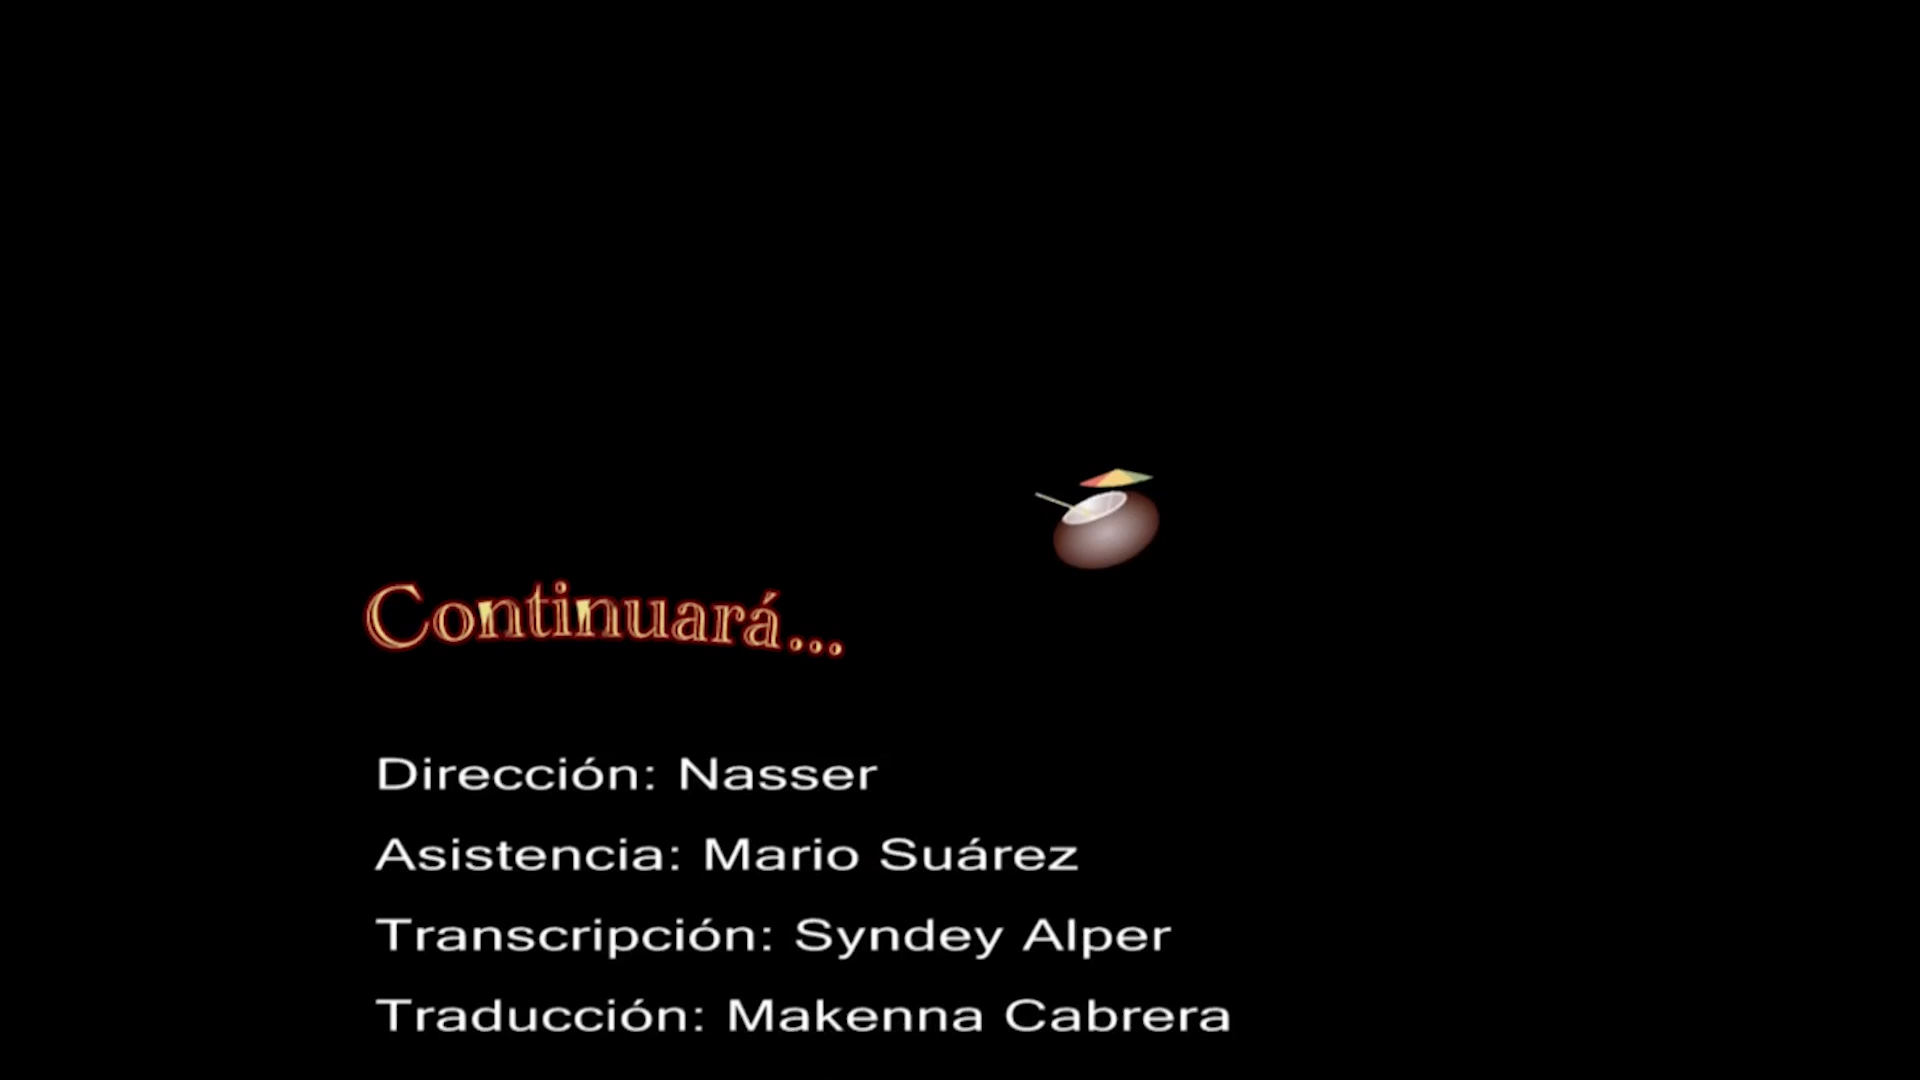 Continuará...
Dirección: Nasser
Asistencia: Mario Suárez
Transcripción: Syndey Alper
Traducción: Makenna Cabrera